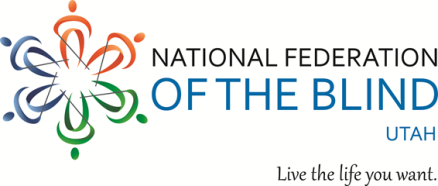 NATIONAL FEDERATION
OF THE BLIND
UTAH
Live the life you want.